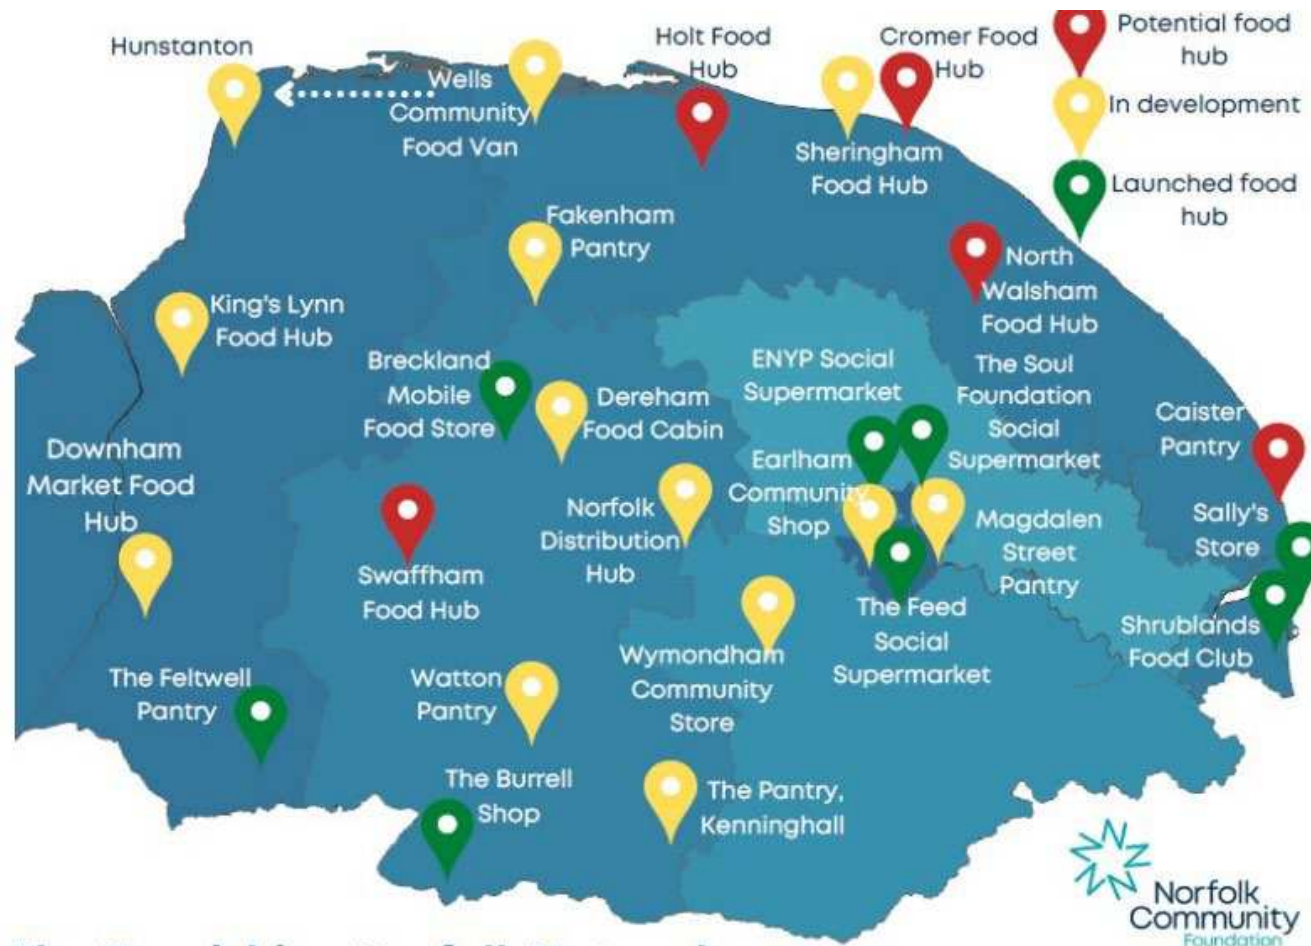 Hunstanton
Wells
Community
Food Van
Holt Food
Hub
Cromer Food
Hub
Potential food
hub
In development
Launched food
hub
Sheringham
Food Hub
Fakenham
Pantry
North
Walsham
Food Hub
King's Lynn
Food Hub
Breckland
Mobile
Food Store
Dereham
Food Cabin
ENYP Social
Supermarket
The Soul
Foundation
Social
Supermarket
Caister
Pantry
Downham
Market Food
Hub
Earlham
Community
Shop
Norfolk
Distribution
Hub
Magdalen
Street
Pantry
Sally's
Store
Swaffham
Food Hub
The Feed
Social
Supermarket
Shrublands
Food Club
The Feltwell
Pantry
Watton
Pantry
Wymondham
Community
Store
The Burrell
Shop
The Pantry,
Kenninghall
Norfolk
Community
Foundation